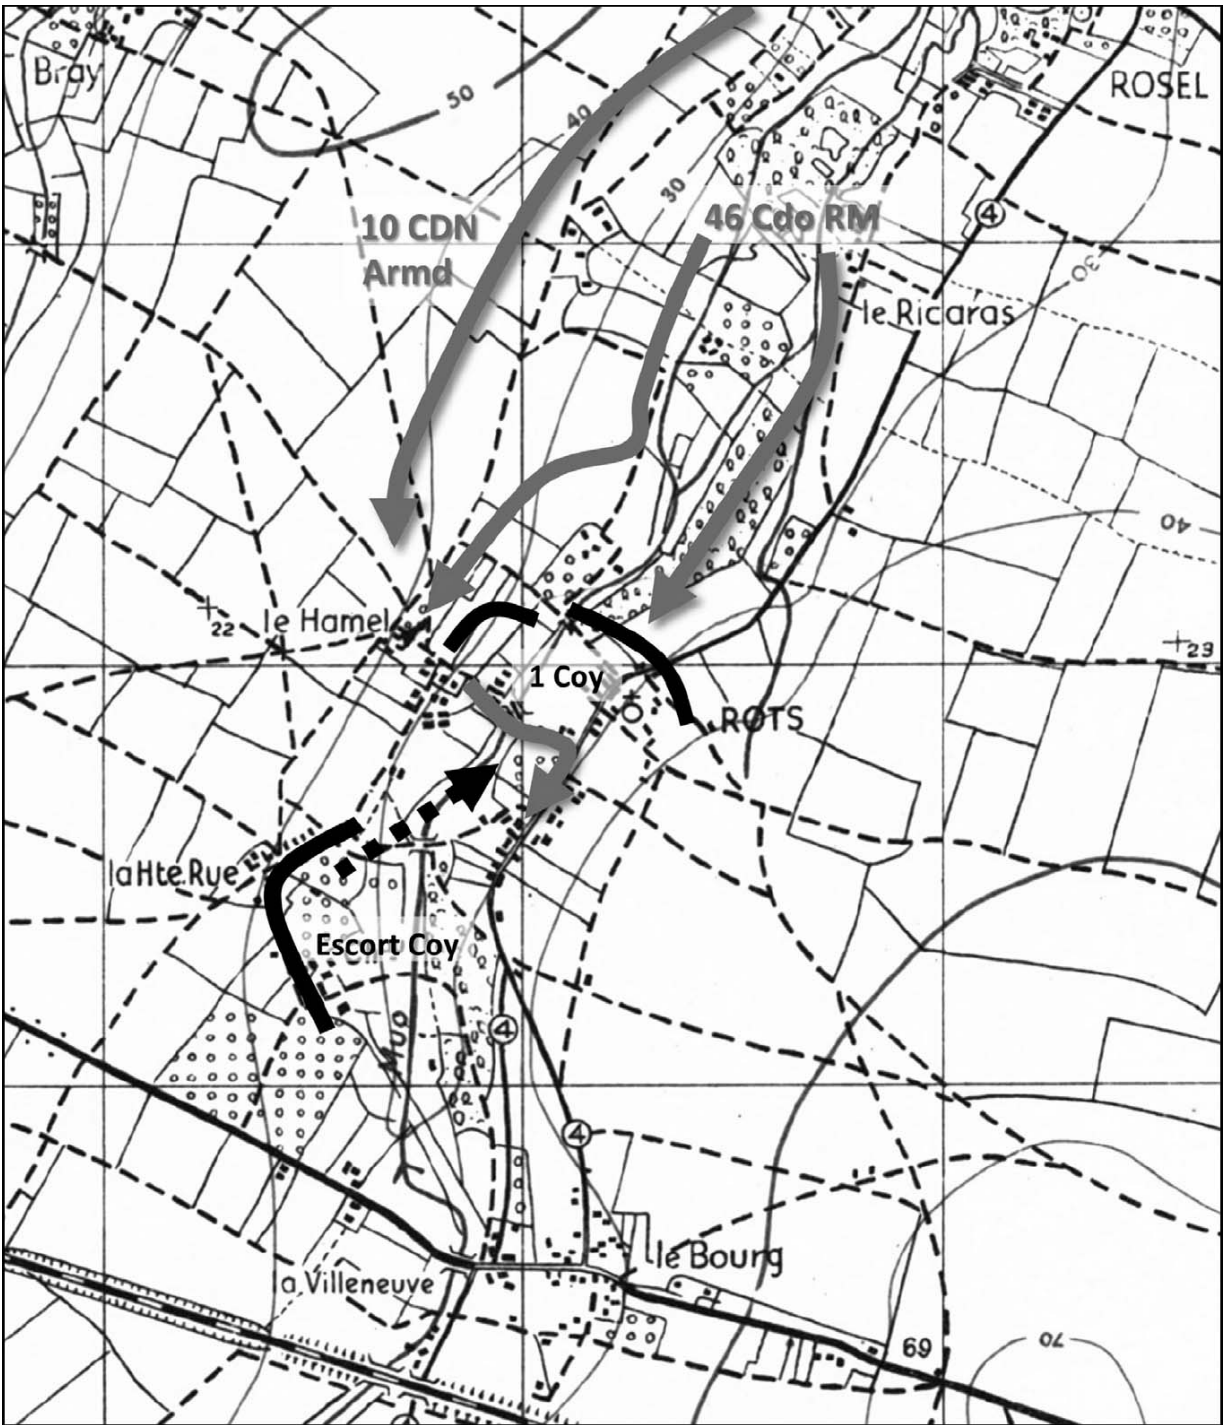 Bray
50
40
ROSEL
30
10 CDN
Armd
46 Cdo RM
4
30
le Ricaras
40
22
le Hamel
23
1 Coy
ROTS
la Hte. Rue
Escort Coy
Mue
4
4
le Bourg
la Villeneuve
69
70